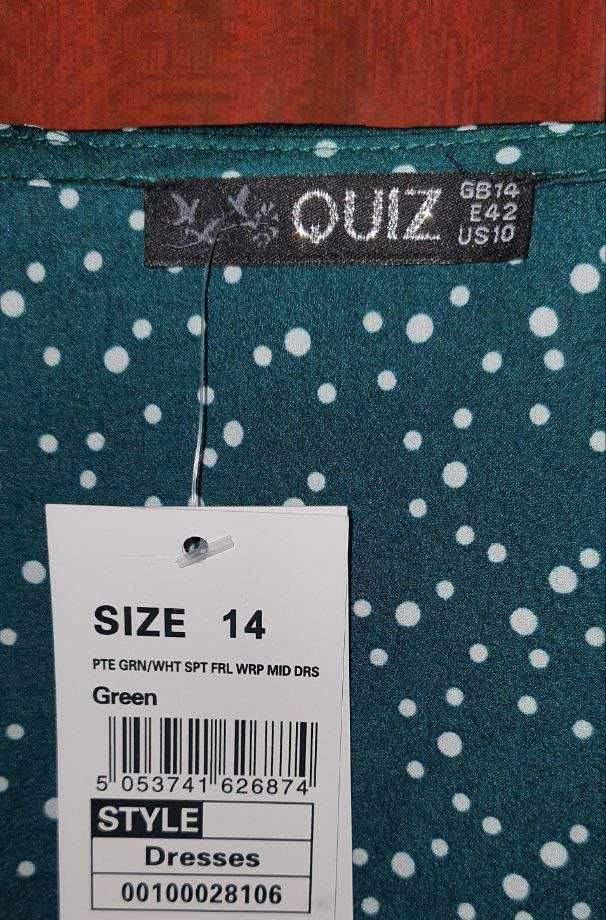 QUIZ
GB14
E42
US10
SIZE 14
PTE GRN/WHT SPT FRL WRP MID DRS
Green
5 053741 626874
STYLE
Dresses
00100028106